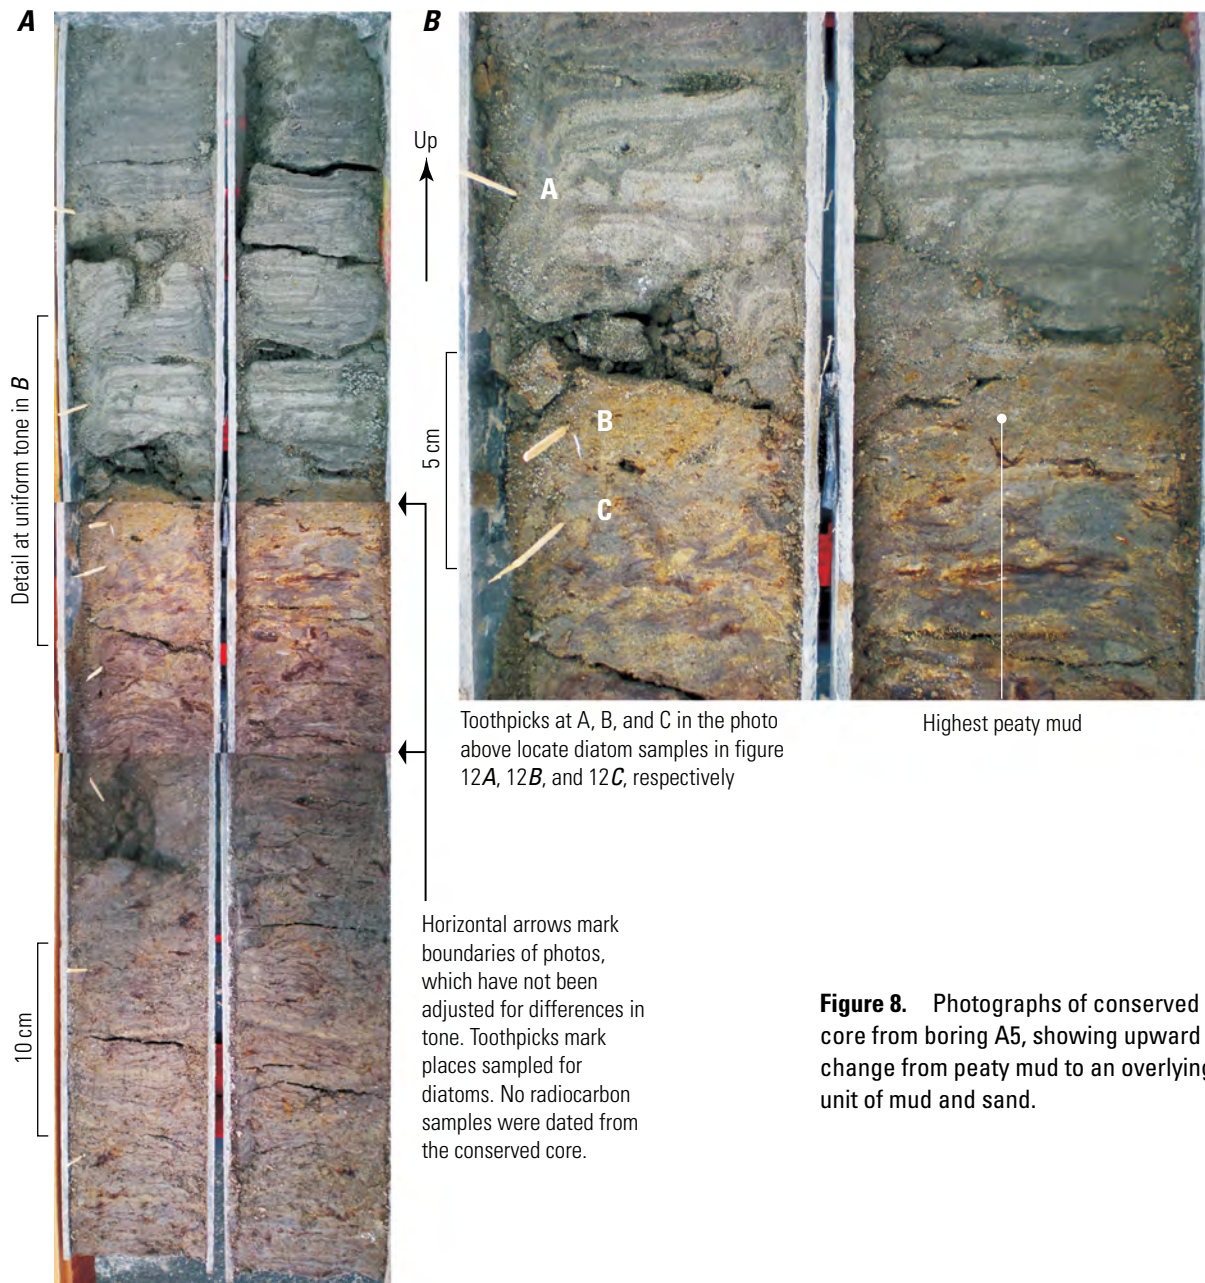 A
B
Up
A
B
C
Detail at uniform tone in B
5 cm
10 cm
Toothpicks at A, B, and C in the photo
above locate diatom samples in figure
12A, 12B, and 12C, respectively
Highest peaty mud
Horizontal arrows mark
boundaries of photos,
which have not been
adjusted for differences in
tone. Toothpicks mark
places sampled for
diatoms. No radiocarbon
samples were dated from
the conserved core.
Figure 8. Photographs of conserved
core from boring A5, showing upward
change from peaty mud to an overlying
unit of mud and sand.